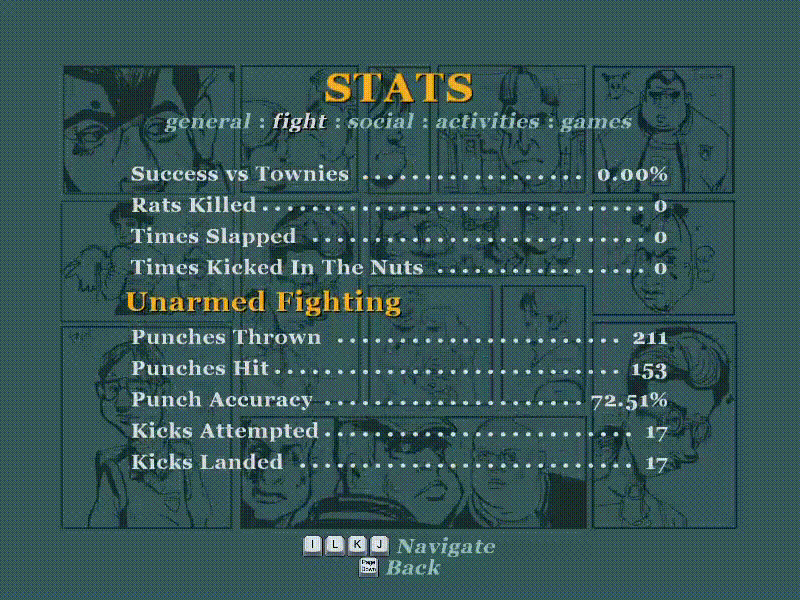 STATS
general : fight : social : activities : games
Success vs Townies .................. 0.00%
Rats Killed ................................ 0
Times Slapped ........................... 0
Times Kicked In The Nuts ................. 0
Unarmed Fighting
Punches Thrown ........................ 211
Punches Hit ............................. 153
Punch Accuracy ...................... 72.51%
Kicks Attempted .......................... 17
Kicks Landed ............................ 17
I L K J Navigate
Page Down Back